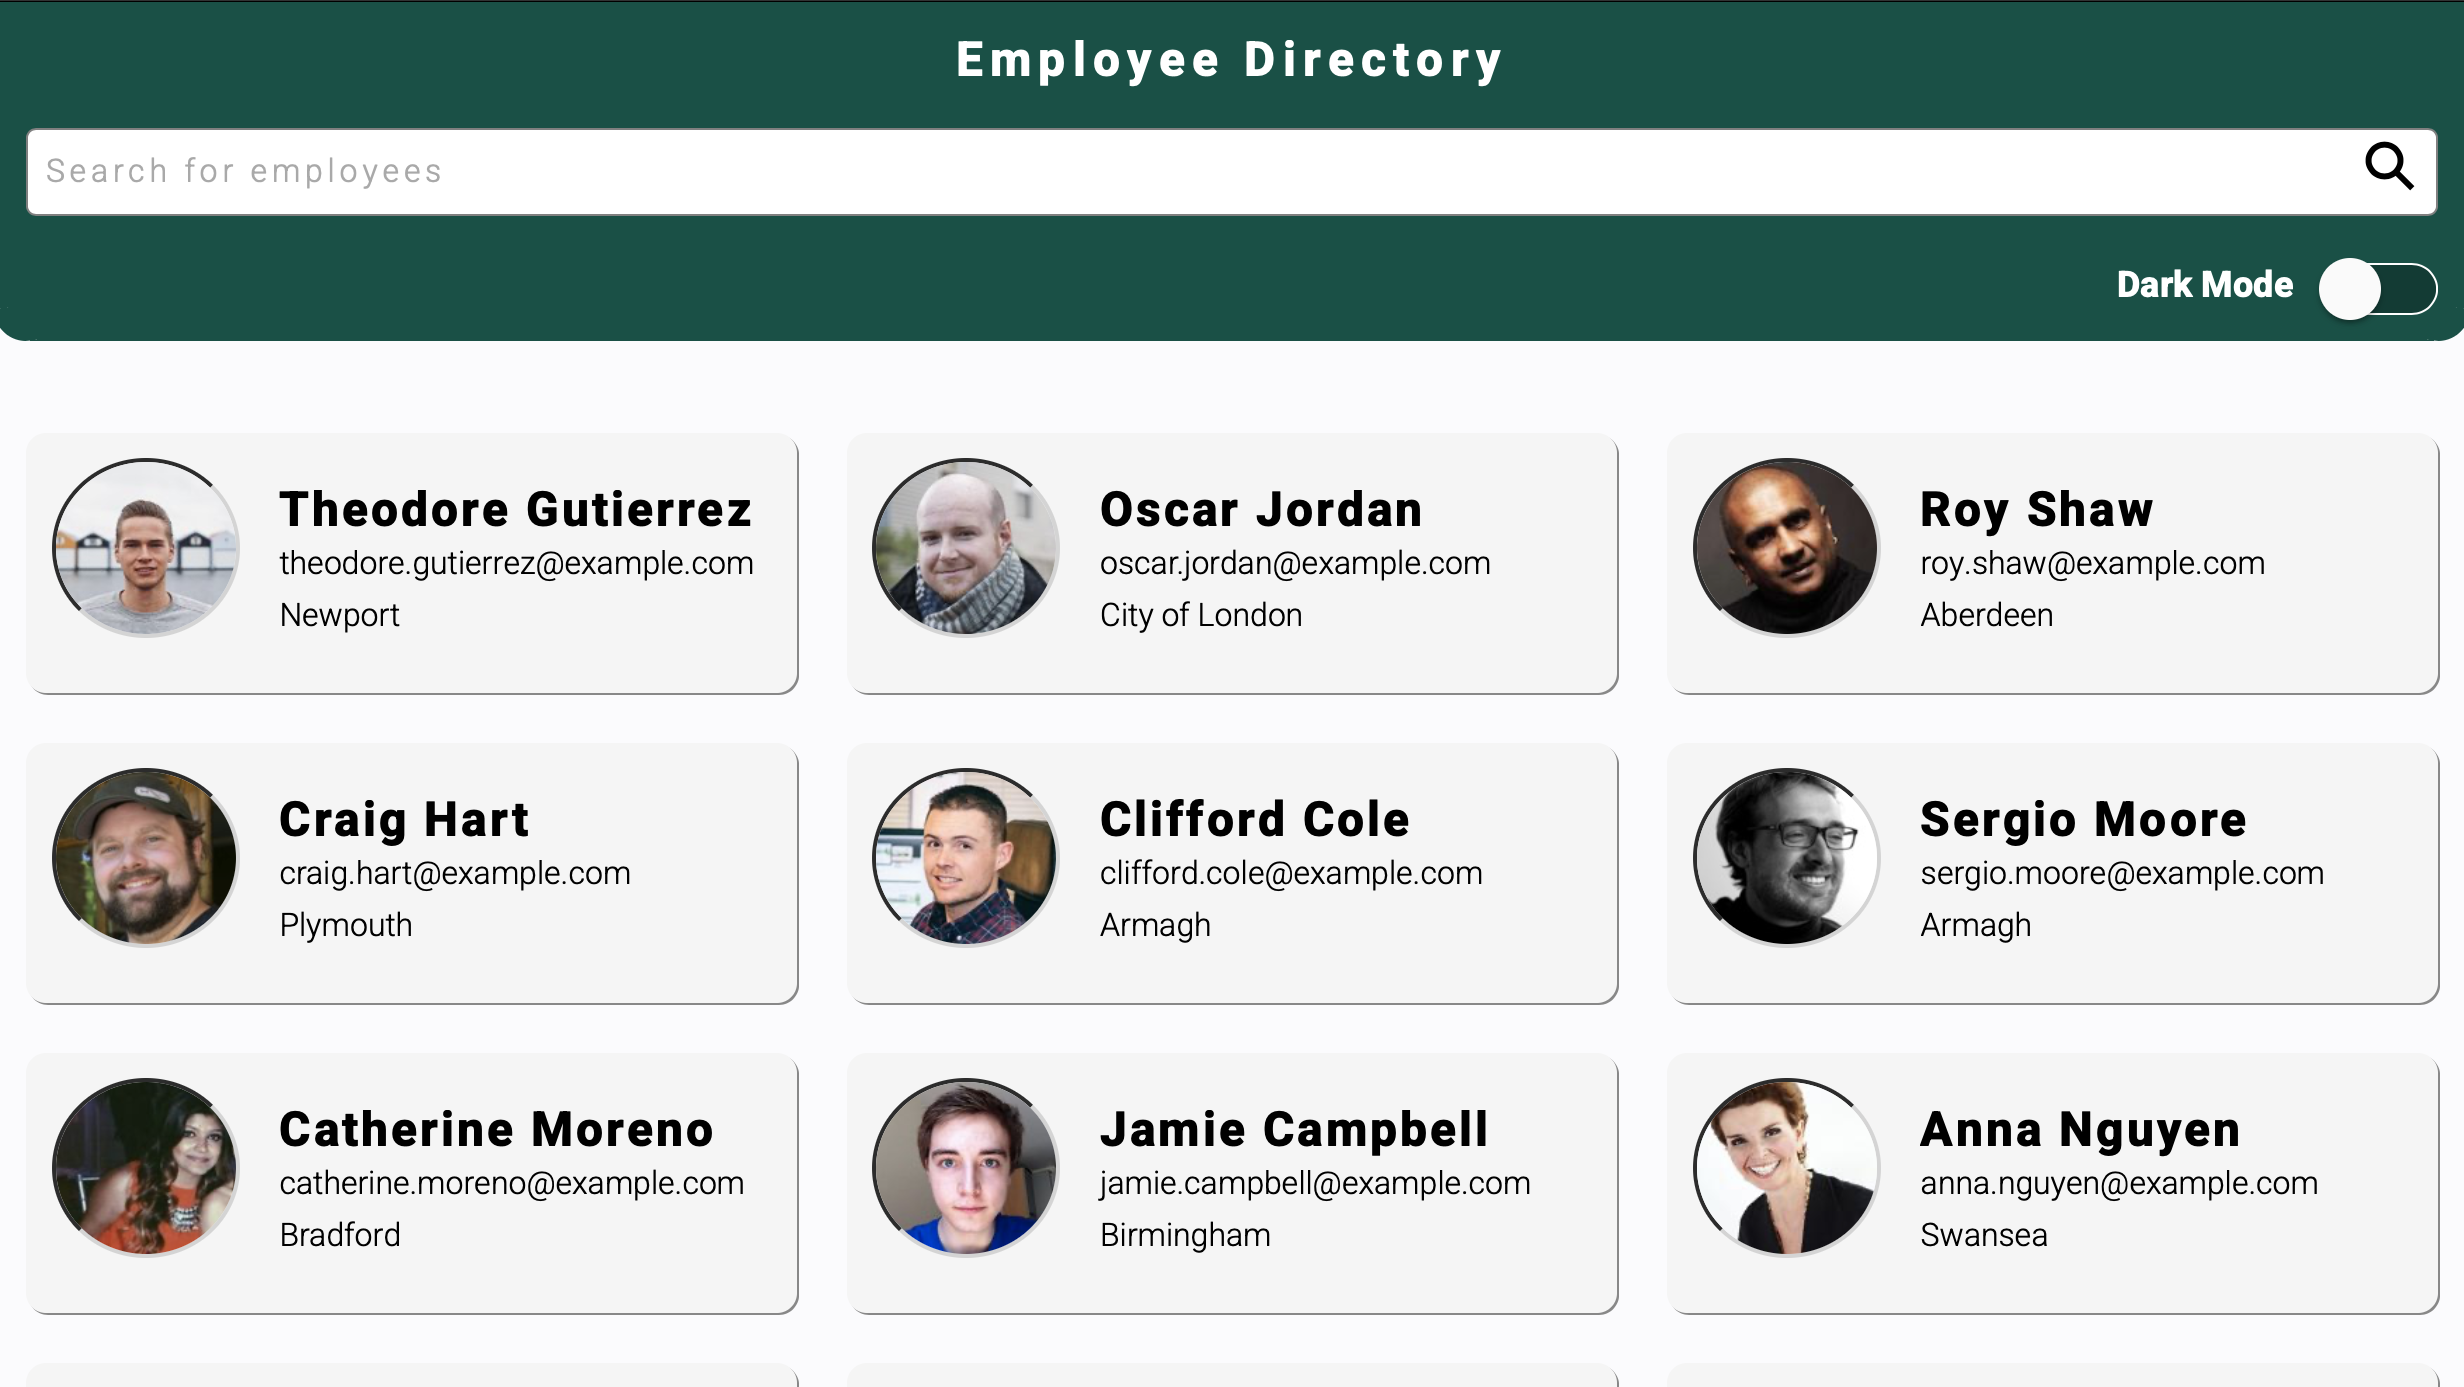 Employee Directory
Search for employees
Dark Mode
Theodore Gutierrez
theodore.gutierrez@example.com
Newport
Oscar Jordan
oscar.jordan@example.com
City of London
Roy Shaw
roy.shaw@example.com
Aberdeen
Craig Hart
craig.hart@example.com
Plymouth
Clifford Cole
clifford.cole@example.com
Armagh
Sergio Moore
sergio.moore@example.com
Armagh
Catherine Moreno
catherine.moreno@example.com
Bradford
Jamie Campbell
jamie.campbell@example.com
Birmingham
Anna Nguyen
anna.nguyen@example.com
Swansea